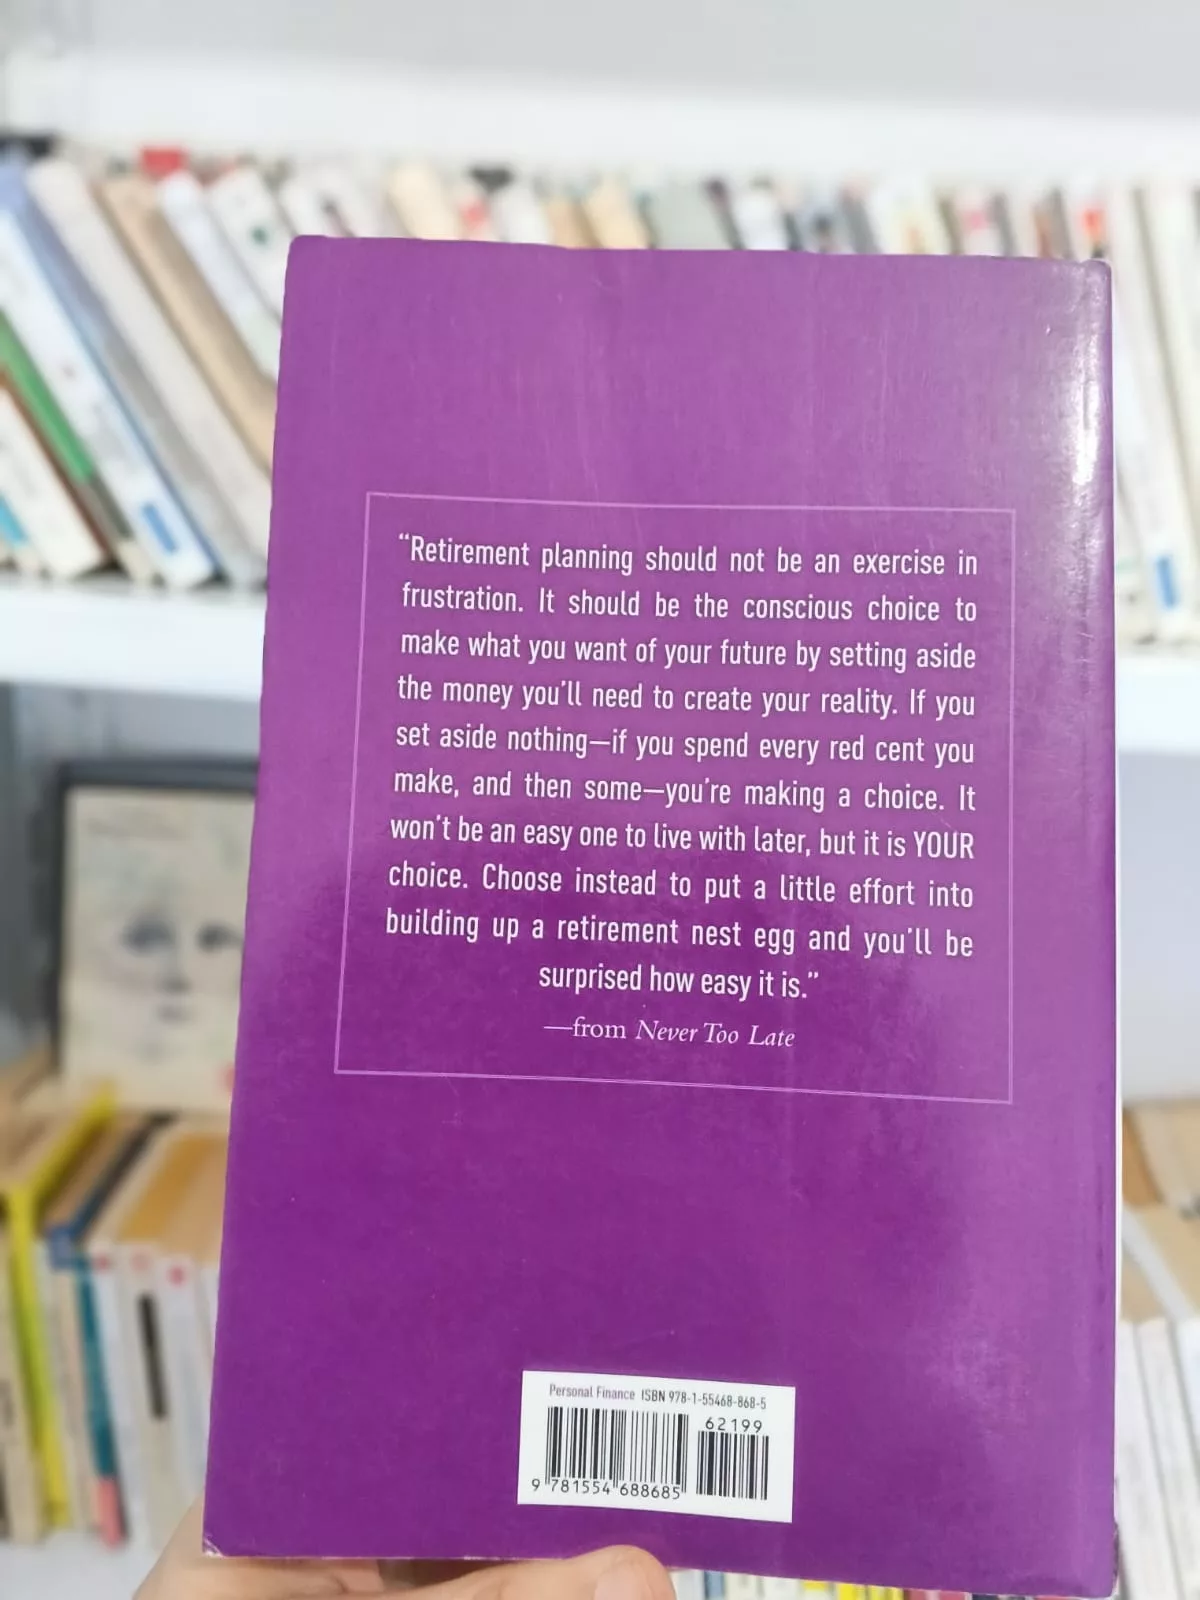 “Retirement planning should not be an exercise in
frustration. It should be the conscious choice to
make what you want of your future by setting aside
the money you’ll need to create your reality. If you
set aside nothing—if you spend every red cent you
make, and then some—you’re making a choice. It
won’t be an easy one to live with later, but it is YOUR
choice. Choose instead to put a little effort into
building up a retirement nest egg and you’ll be
surprised how easy it is.”
—from Never Too Late
Personal Finance ISBN 978-1-55468-868-5
62199
9 781554 688685